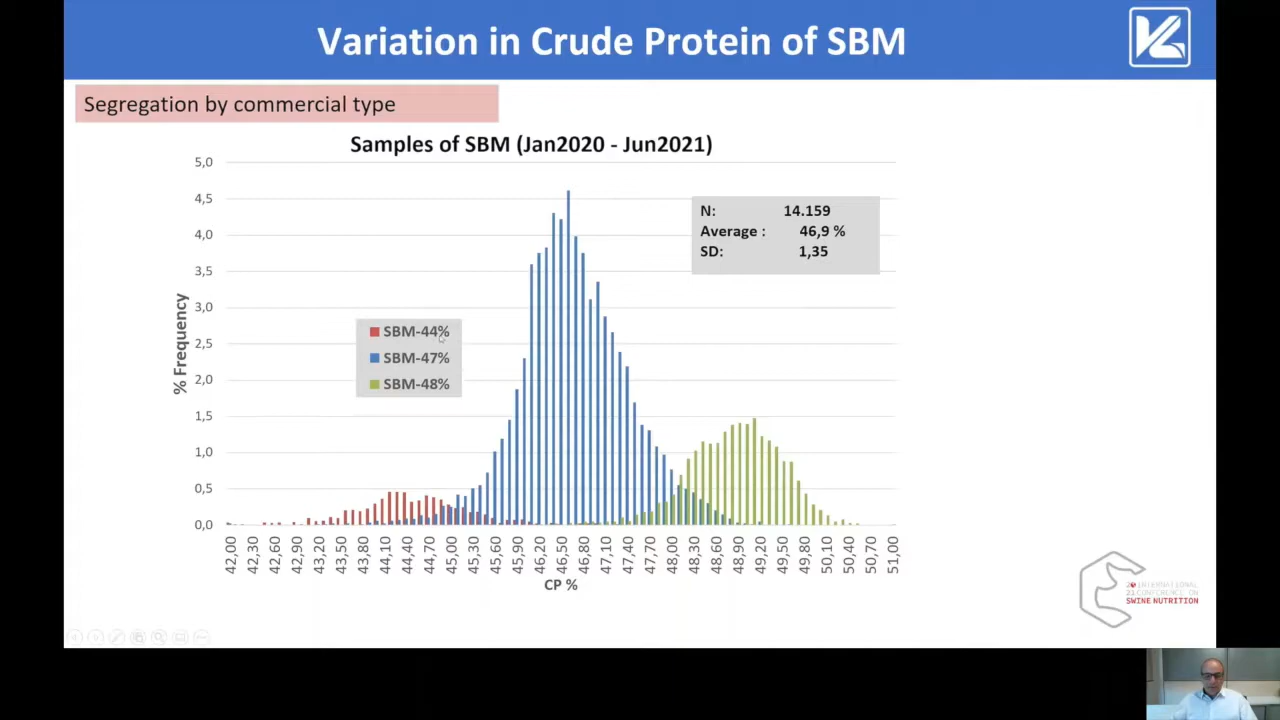 Variation in Crude Protein of SBM
Segregation by commercial type
Samples of SBM (Jan2020 - Jun2021)
5,0
4,5
4,0
3,5
3,0
2,5
2,0
1,5
1,0
0,5
0,0
% Frequency
N: 14.159
Average : 46,9 %
SD: 1,35
SBM-44%
SBM-47%
SBM-48%
42,00 42,30 42,60 42,90 43,20 43,50 43,80 44,10 44,40 44,70 45,00 45,30 45,60 45,90 46,20 46,50 46,80 47,10 47,40 47,70 48,00 48,30 48,60 48,90 49,20 49,50 49,80 50,10 50,40 50,70 51,00
CP %
20 INTERNATIONAL
21 CONFERENCE ON
SWINE NUTRITION